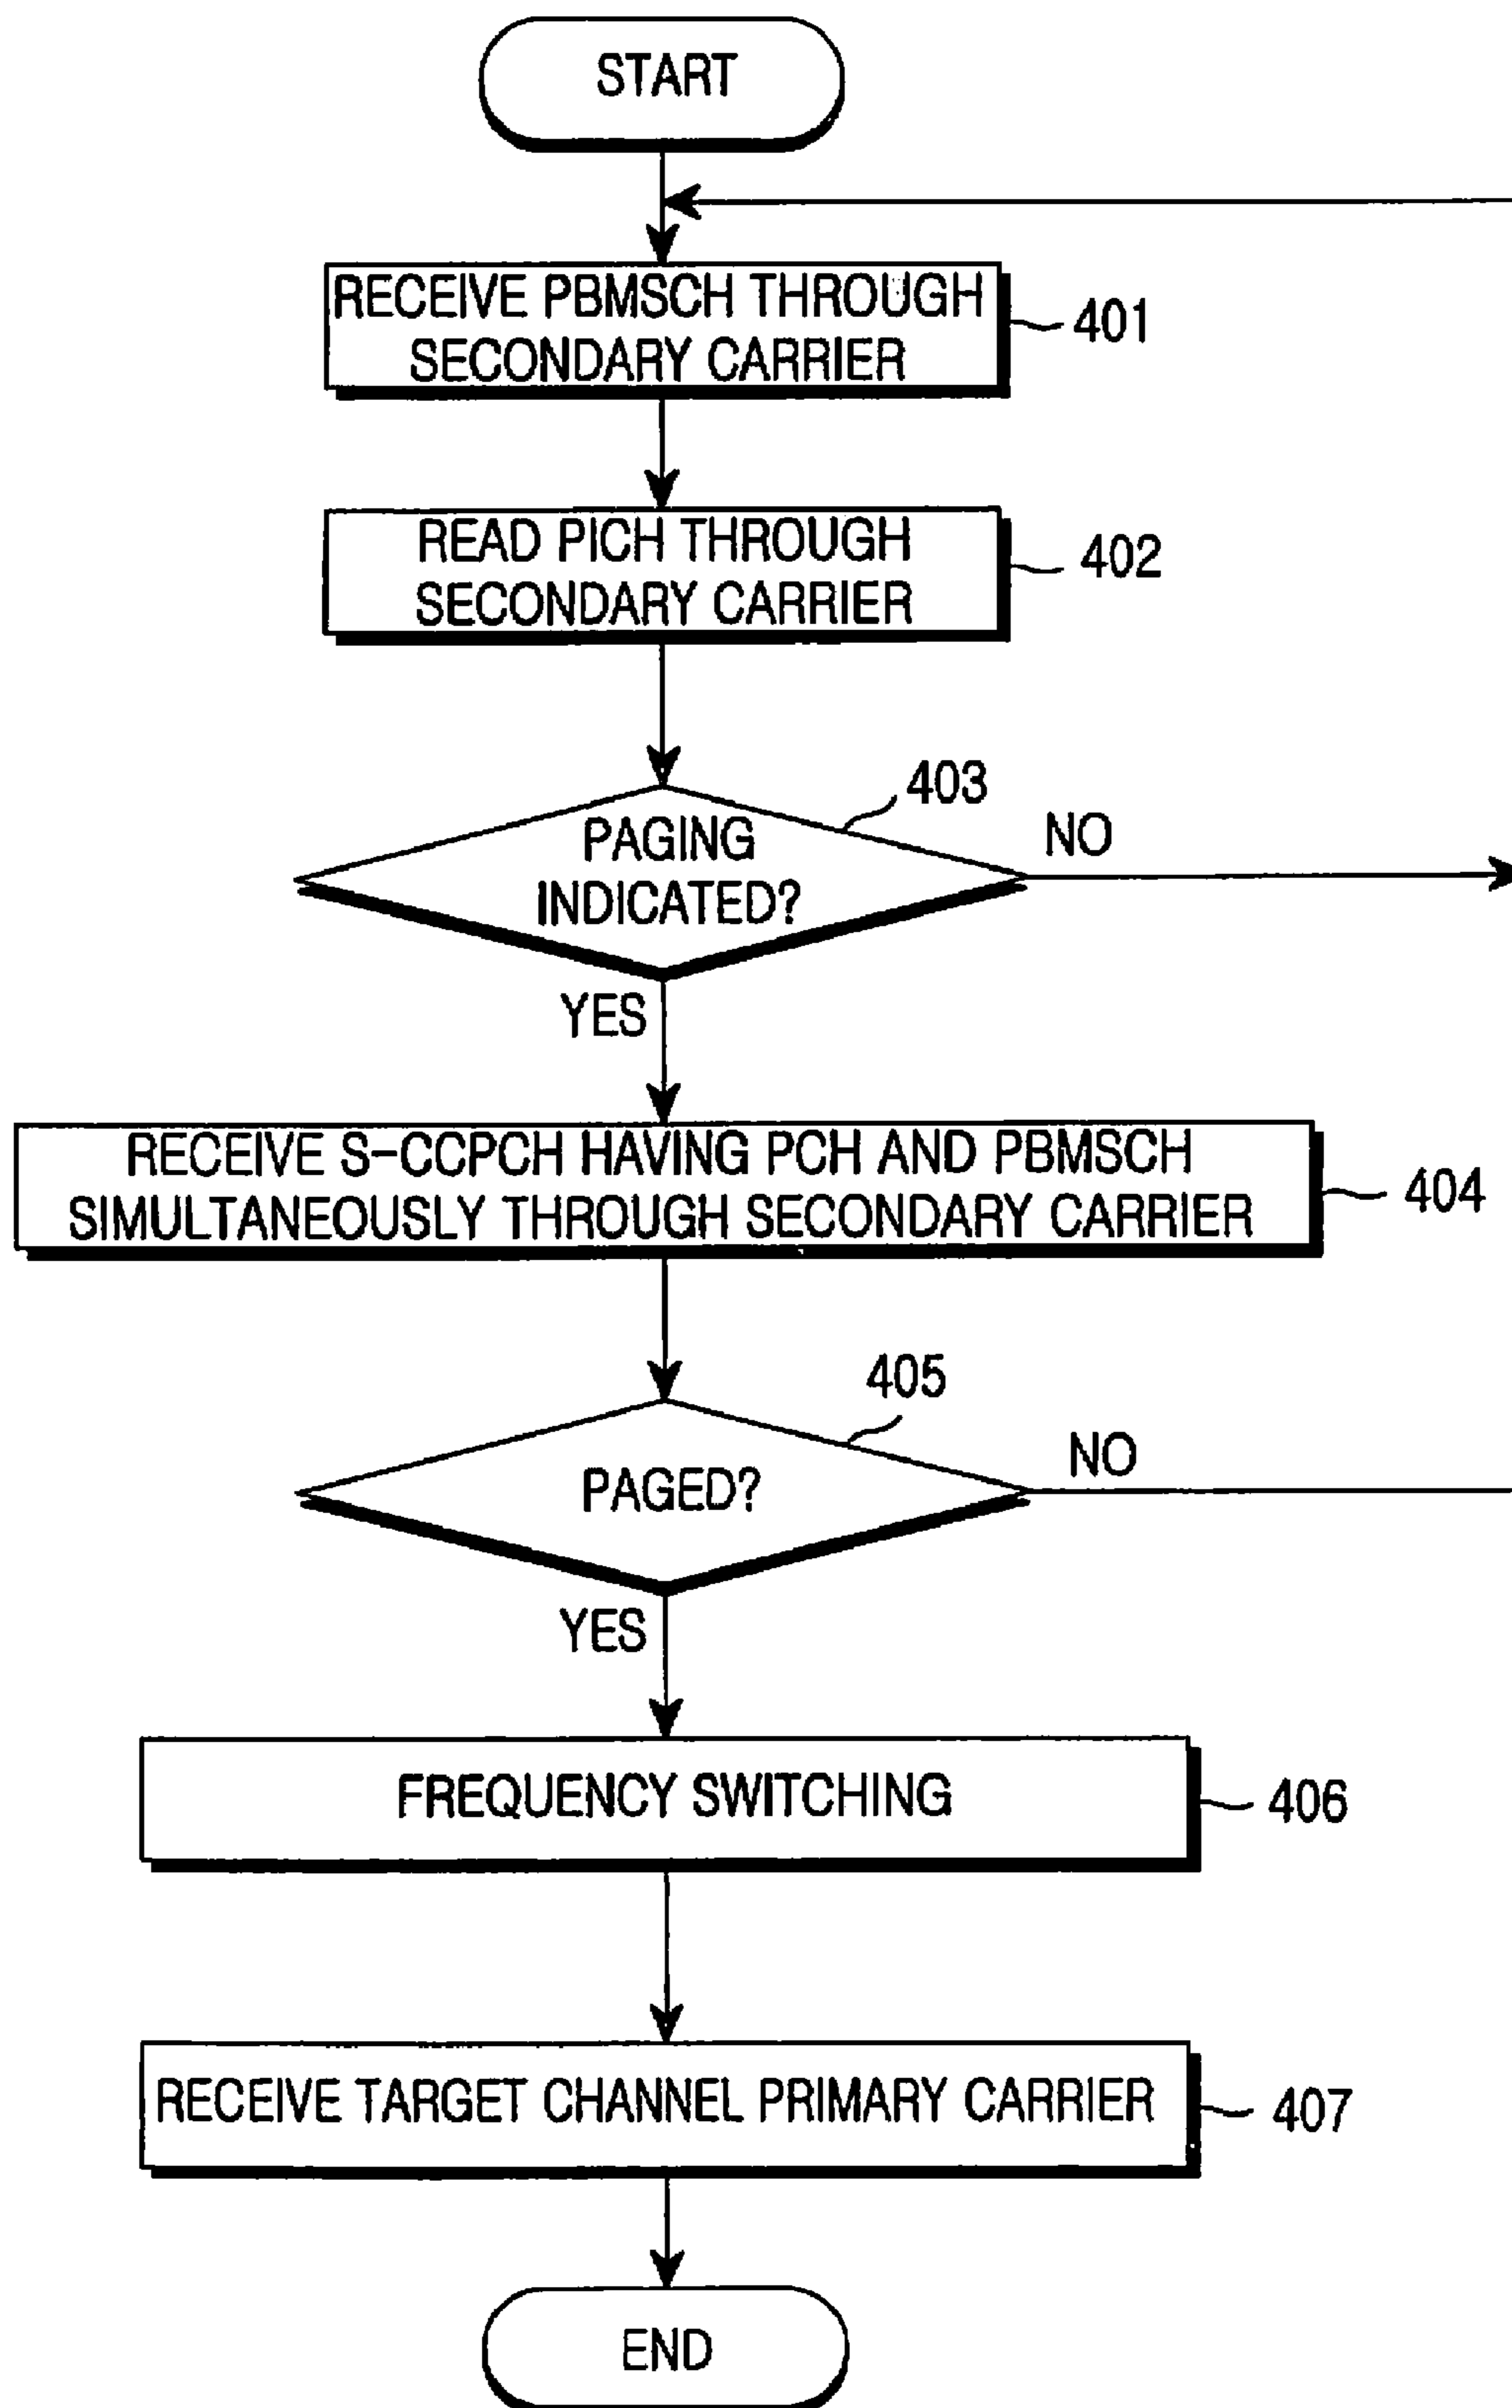 START
RECEIVE PBMSCH THROUGH
SECONDARY CARRIER
401
READ PICH THROUGH
SECONDARY CARRIER
402
403
PAGING
INDICATED?
NO
YES
RECEIVE S-CCPCH HAVING PCH AND PBMSCH
SIMULTANEOUSLY THROUGH SECONDARY CARRIER
404
405
PAGED?
NO
YES
FREQUENCY SWITCHING
406
RECEIVE TARGET CHANNEL PRIMARY CARRIER
407
END